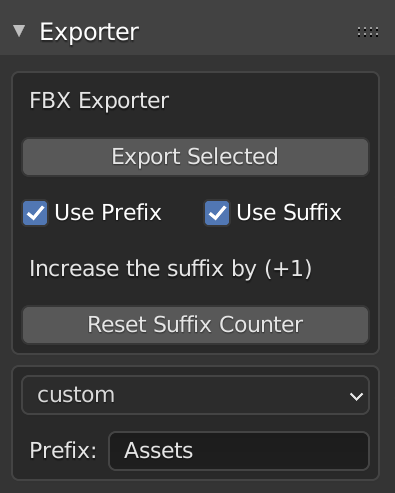 Exporter
FBX Exporter
Export Selected
Use Prefix Use Suffix
Increase the suffix by (+1)
Reset Suffix Counter
custom
Prefix: Assets